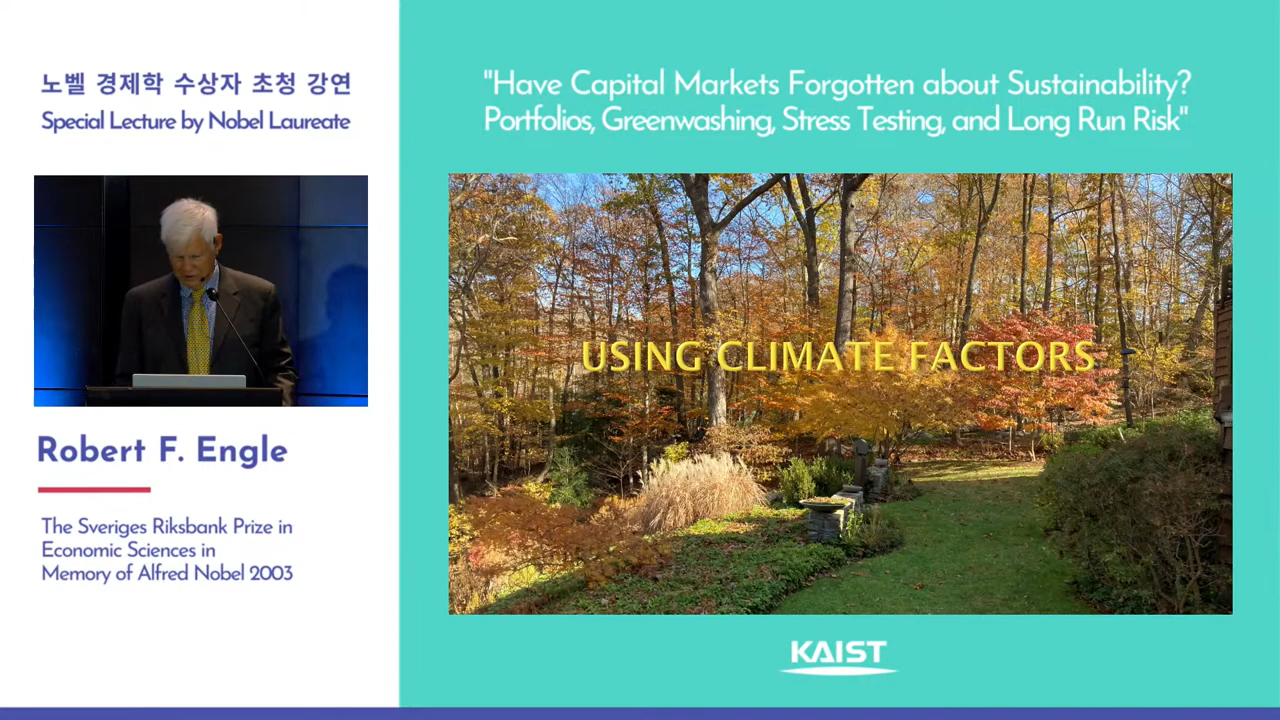 노벨 경제학 수상자 초청 강연
Special Lecture by Nobel Laureate
Robert F. Engle
The Sveriges Riksbank Prize in
Economic Sciences in
Memory of Alfred Nobel 2003
"Have Capital Markets Forgotten about Sustainability?
Portfolios, Greenwashing, Stress Testing, and Long Run Risk"
USING CLIMATE FACTORS
KAIST